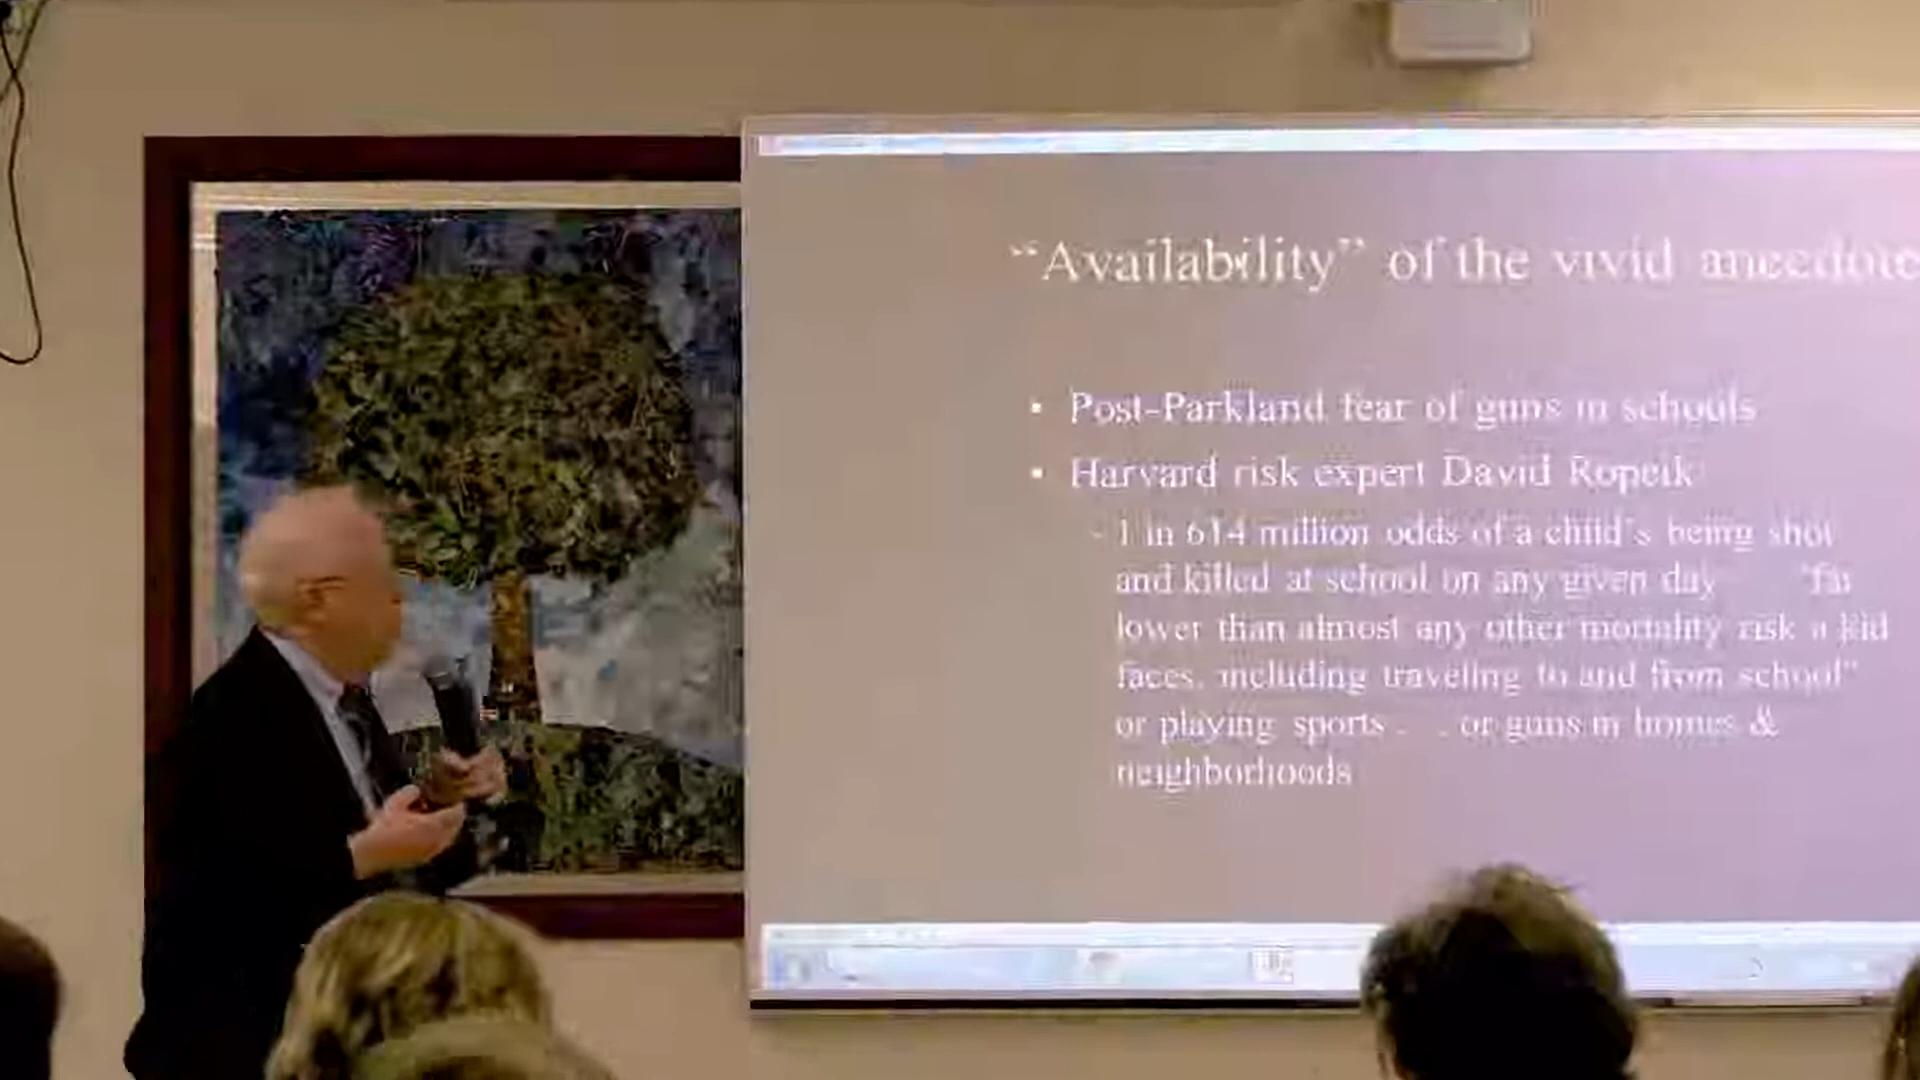 “Availability” of the vivid anecdote
• Post-Parkland fear of guns in schools
• Harvard risk expert David Ropeik
- 1 in 614 million odds of a child’s being shot
and killed at school on any given day “far
lower than almost any other mortality risk a kid
faces, including traveling to and from school”
or playing sports . . or guns in homes &
neighborhoods